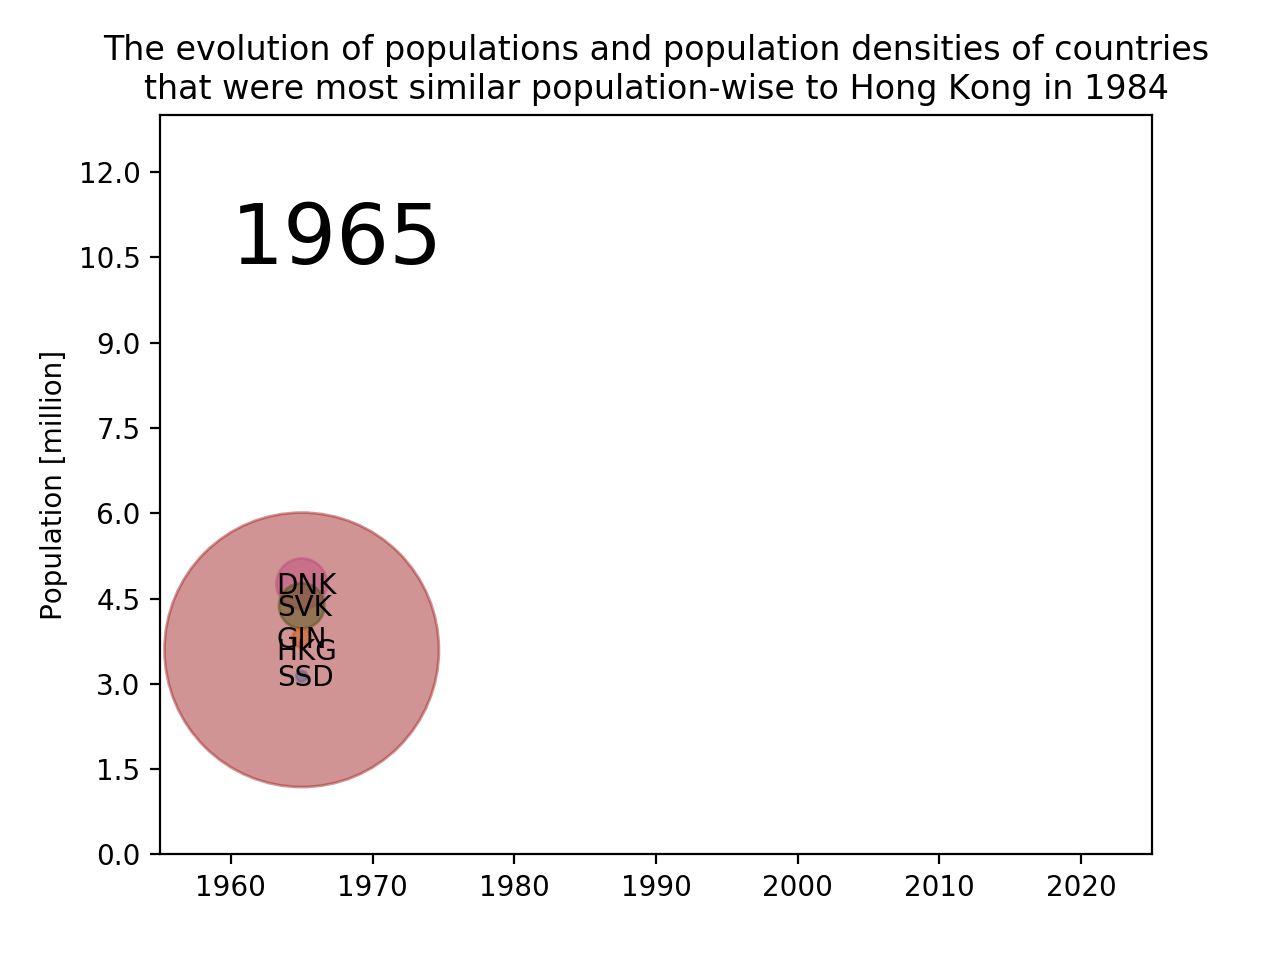 The evolution of populations and population densities of countries
that were most similar population-wise to Hong Kong in 1984
12.0
1965
10.5
9.0
Population [million]
7.5
6.0
DNK
4.5
SVK
GIN
HKG
SSD
3.0
1.5
0.0
1960 1970 1980 1990 2000 2010 2020